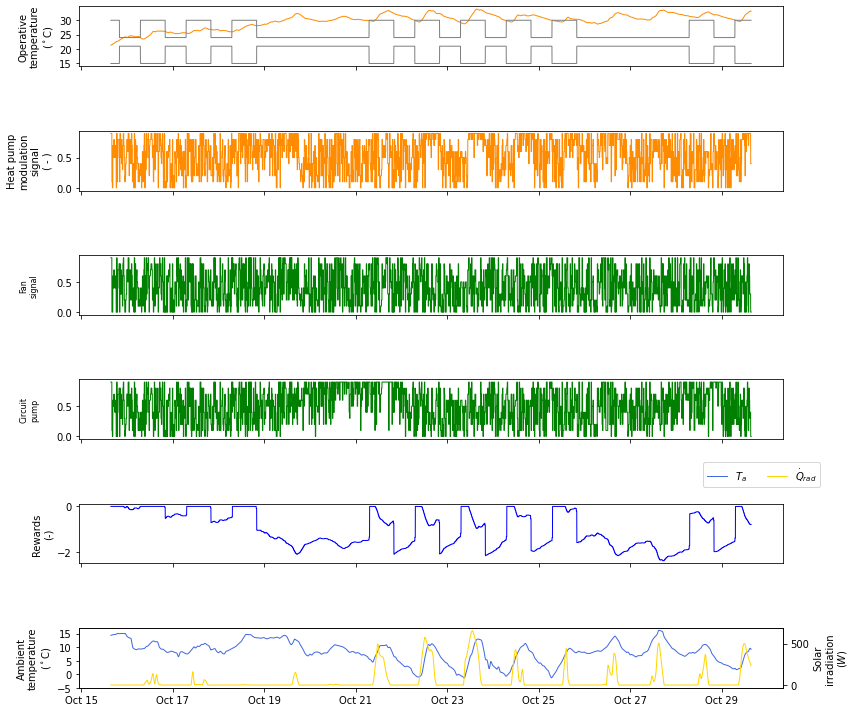 Operative
temperature
(°C)
30
25
20
15
Heat pump
modulation
signal
( - )
0.5
0.0
Fan
signal
0.5
0.0
Circuit
pump
0.5
0.0
T_a Q̇_rad
Rewards
(-)
0
−2
Ambient
temperature
(°C)
15
10
5
0
−5
500
0
Solar
irradiation
(W)
Oct 15 Oct 17 Oct 19 Oct 21 Oct 23 Oct 25 Oct 27 Oct 29